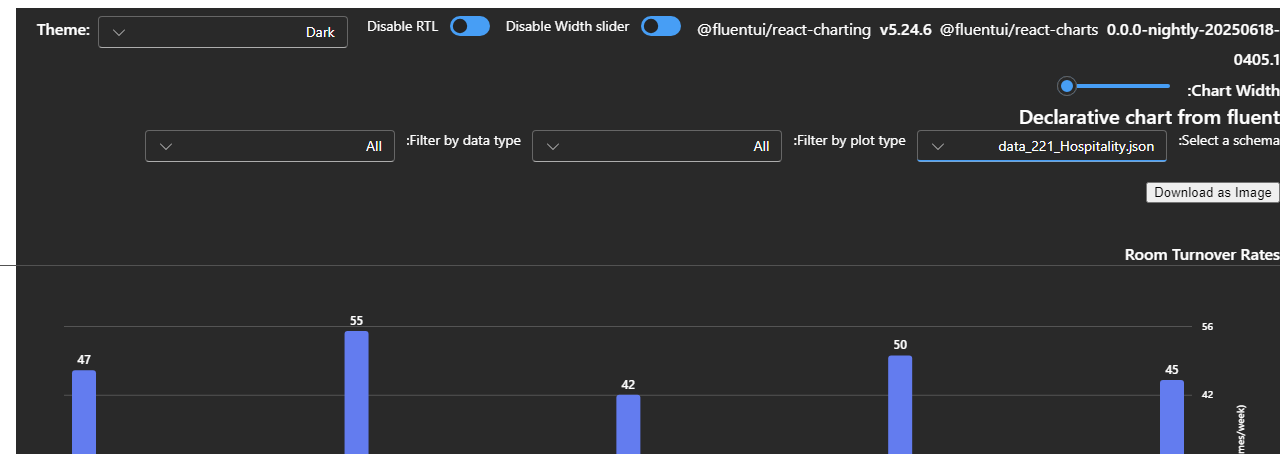 Theme: Dark Disable RTL Disable Width slider @fluentui/react-charting v5.24.6 @fluentui/react-charts 0.0.0-nightly-20250618-
0405.1
:Chart Width
Declarative chart from fluent
:Select a schema data_221_Hospitality.json :Filter by plot type All :Filter by data type All
Download as Image
Room Turnover Rates
56
42
47
55
42
50
45